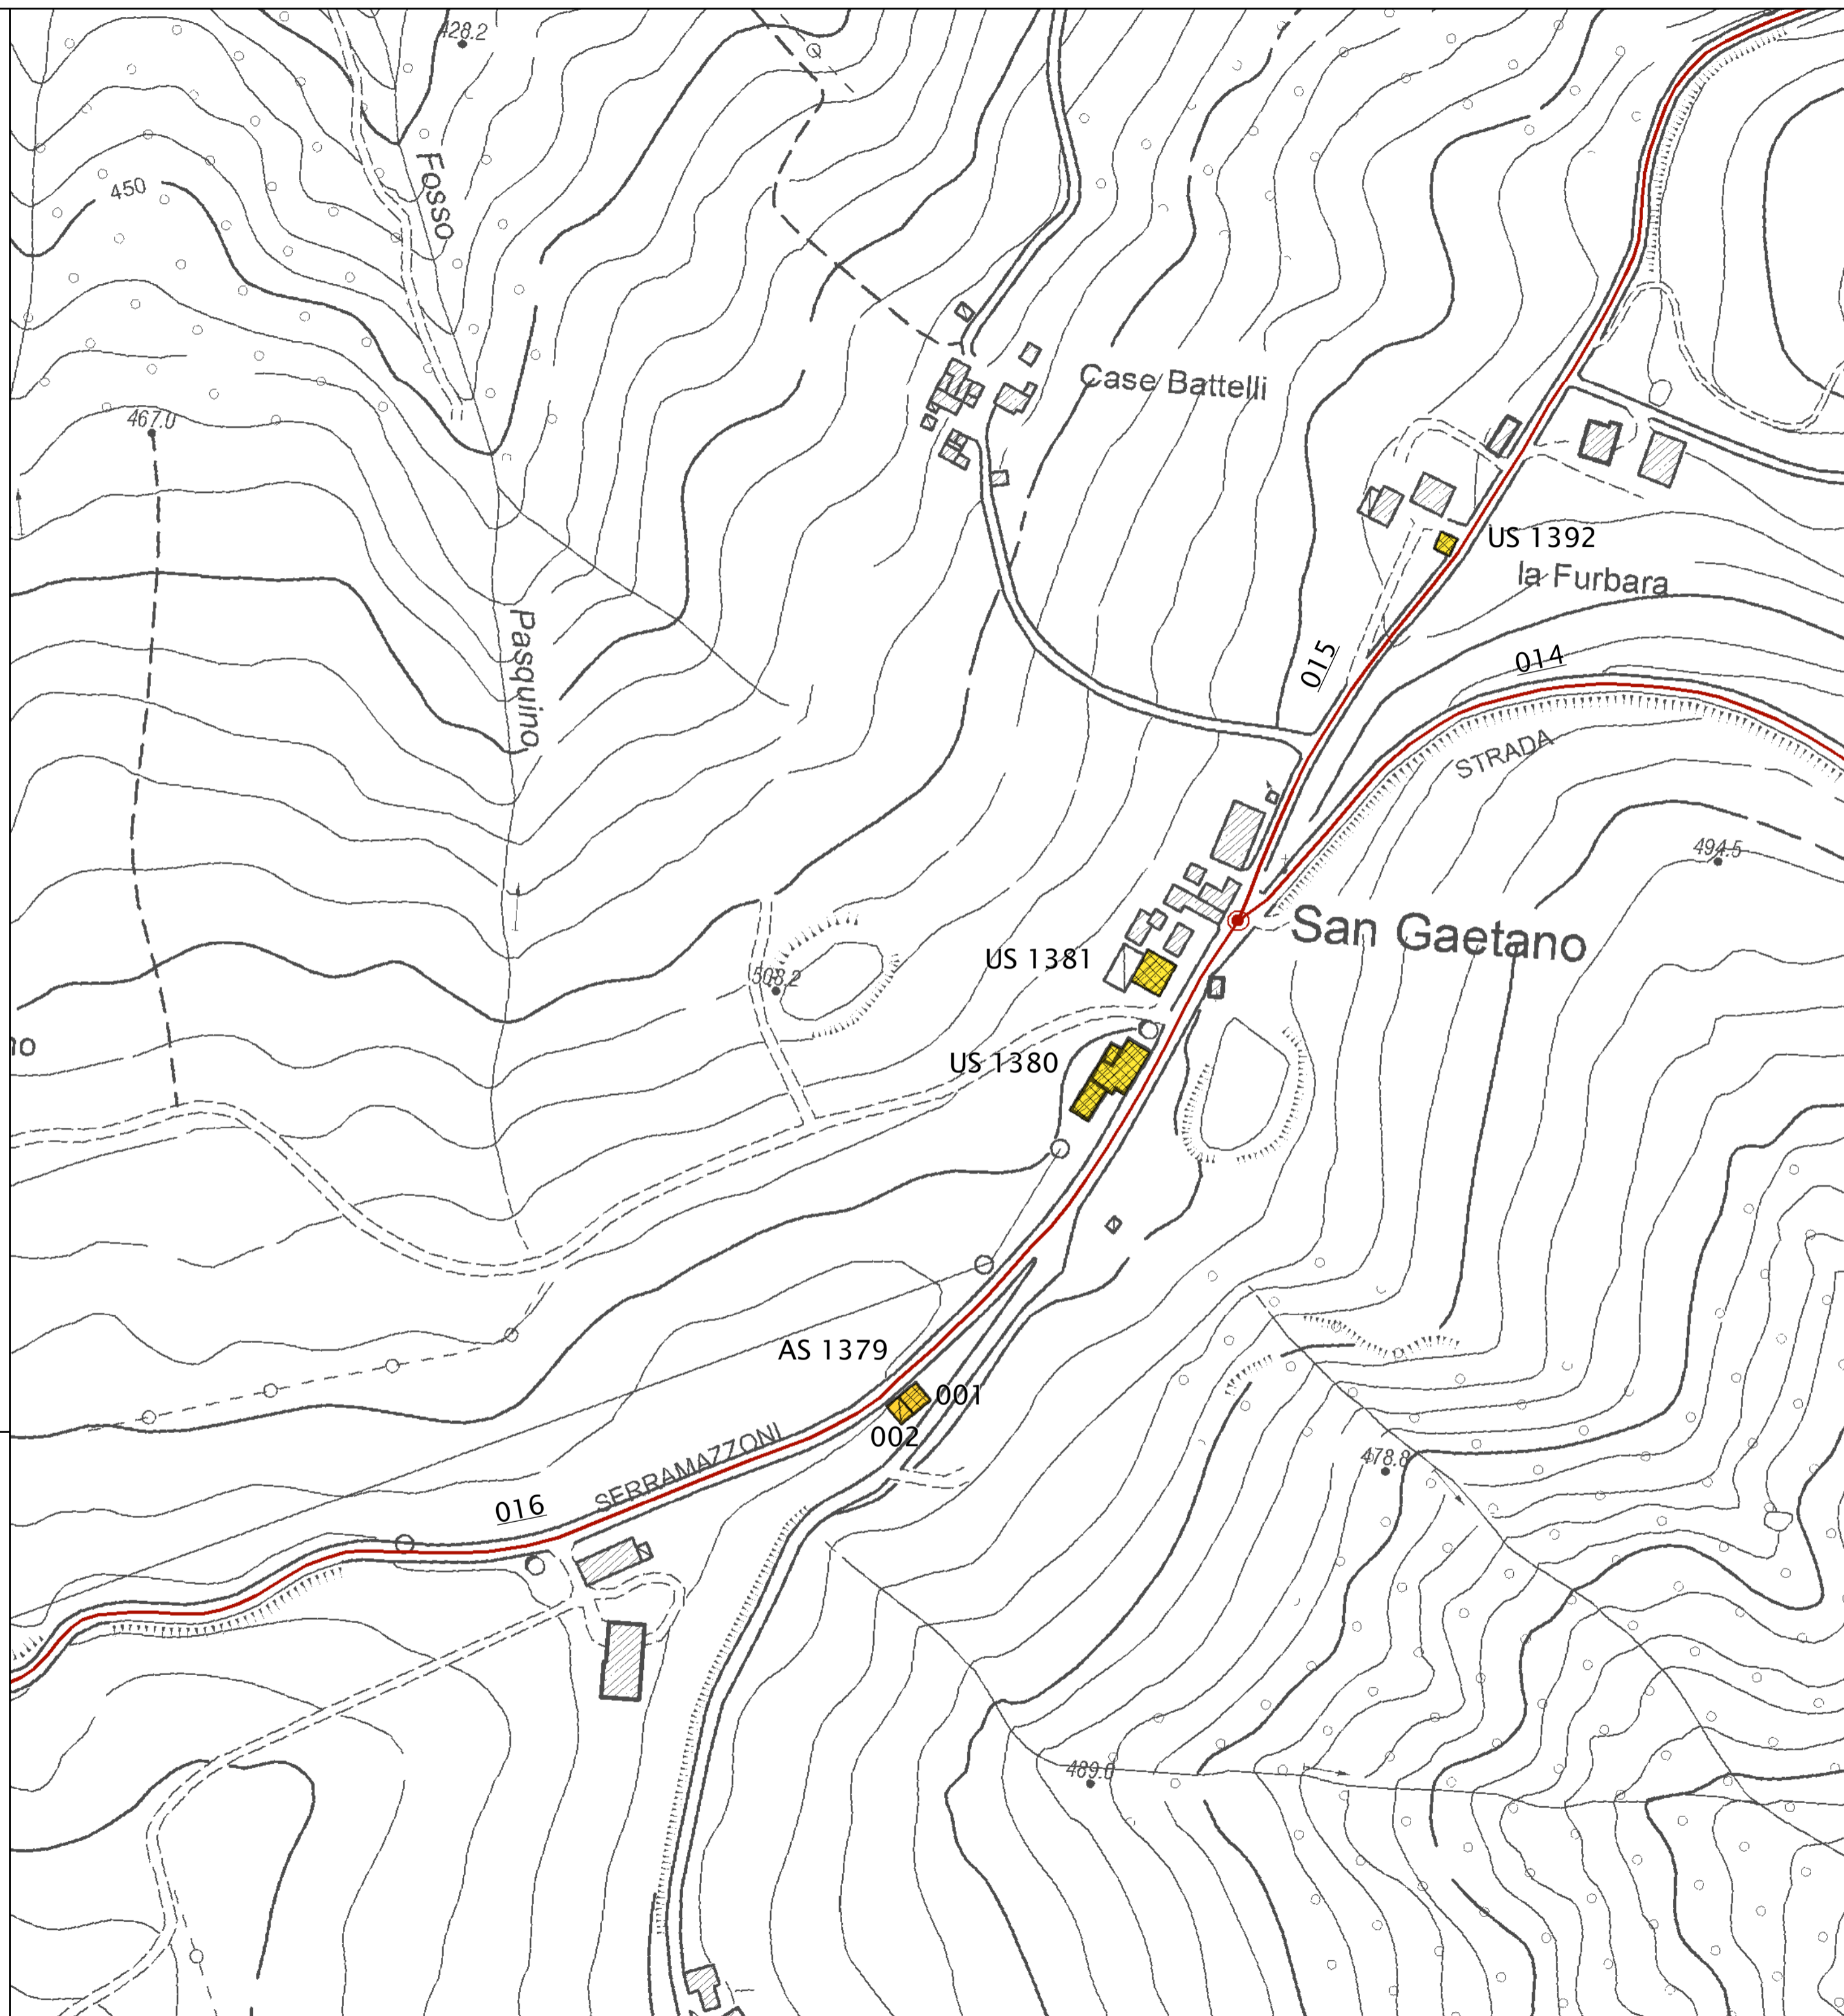 428.2
Fosso
450
Case Battelli
467.0
US 1392
la Furbara
Pasquino
015
014
STRADA
494.5
San Gaetano
US 1381
508.2
US 1380
AS 1379
001
002
SERRAMAZZONI
016
478.8
489.0